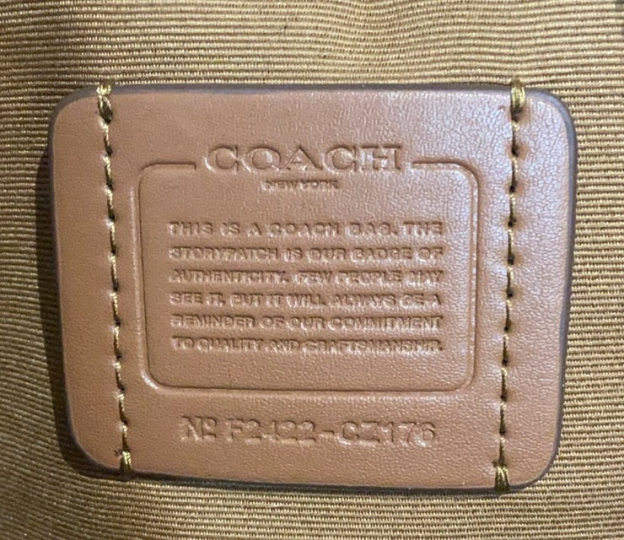 COACH
NEW YORK
THIS IS A COACH BAG. THE
STORYPATCH IS OUR BADGE OF
AUTHENTICITY. FEW PEOPLE MAY
SEE IT, BUT IT WILL ALWAYS BE A
REMINDER OF OUR COMMITMENT
TO QUALITY AND CRAFTSMANSHIP.
Nº F2422-CZ176